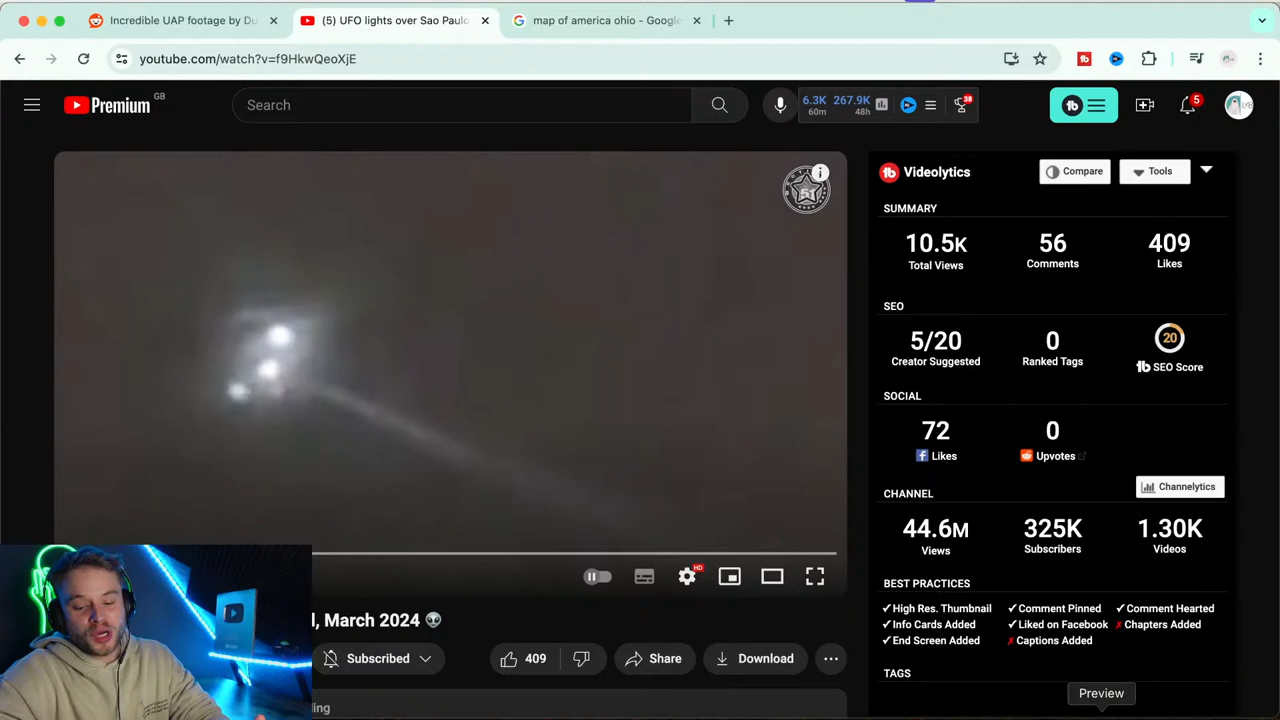 Incredible UAP footage by Du
(5) UFO lights over Sao Paulo
map of america ohio - Google
youtube.com/watch?v=f9HkwQeoXjE
Premium GB
Search
6.3K 267.9K
60m 48h
38
5
51
Videolytics
Compare
Tools
SUMMARY
10.5K 56 409
Total Views Comments Likes
SEO
5/20 0 20
Creator Suggested Ranked Tags SEO Score
SOCIAL
72 0
Likes Upvotes
CHANNEL
Channelytics
44.6M 325K 1.30K
Views Subscribers Videos
BEST PRACTICES
High Res. Thumbnail Comment Pinned Comment Hearted
Info Cards Added Liked on Facebook Chapters Added
End Screen Added Captions Added
TAGS
Preview
HD
l, March 2024
Subscribed
409
Share
Download
ding